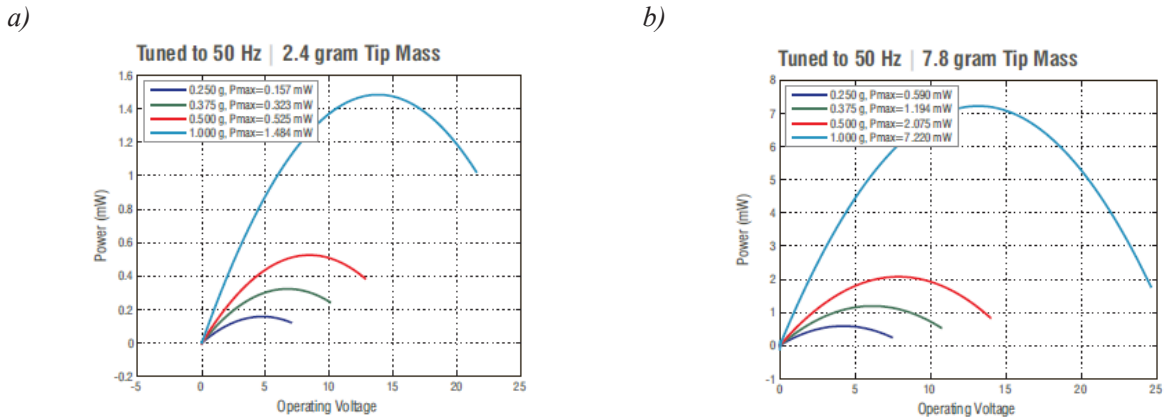 a)
Tuned to 50 Hz | 2.4 gram Tip Mass
1.6
0.250 g, Pmax=0.157 mW
0.375 g, Pmax=0.323 mW
0.500 g, Pmax=0.525 mW
1.000 g, Pmax=1.484 mW
1.4
1.2
1
0.8
0.6
0.4
0.2
0
-0.2
Power (mW)
-5
0
5
10
15
20
25
Operating Voltage
b)
Tuned to 50 Hz | 7.8 gram Tip Mass
8
0.250 g, Pmax=0.590 mW
0.375 g, Pmax=1.194 mW
0.500 g, Pmax=2.075 mW
1.000 g, Pmax=7.220 mW
7
6
5
4
3
2
1
0
-1
Power (mW)
0
5
10
15
20
25
Operating Voltage